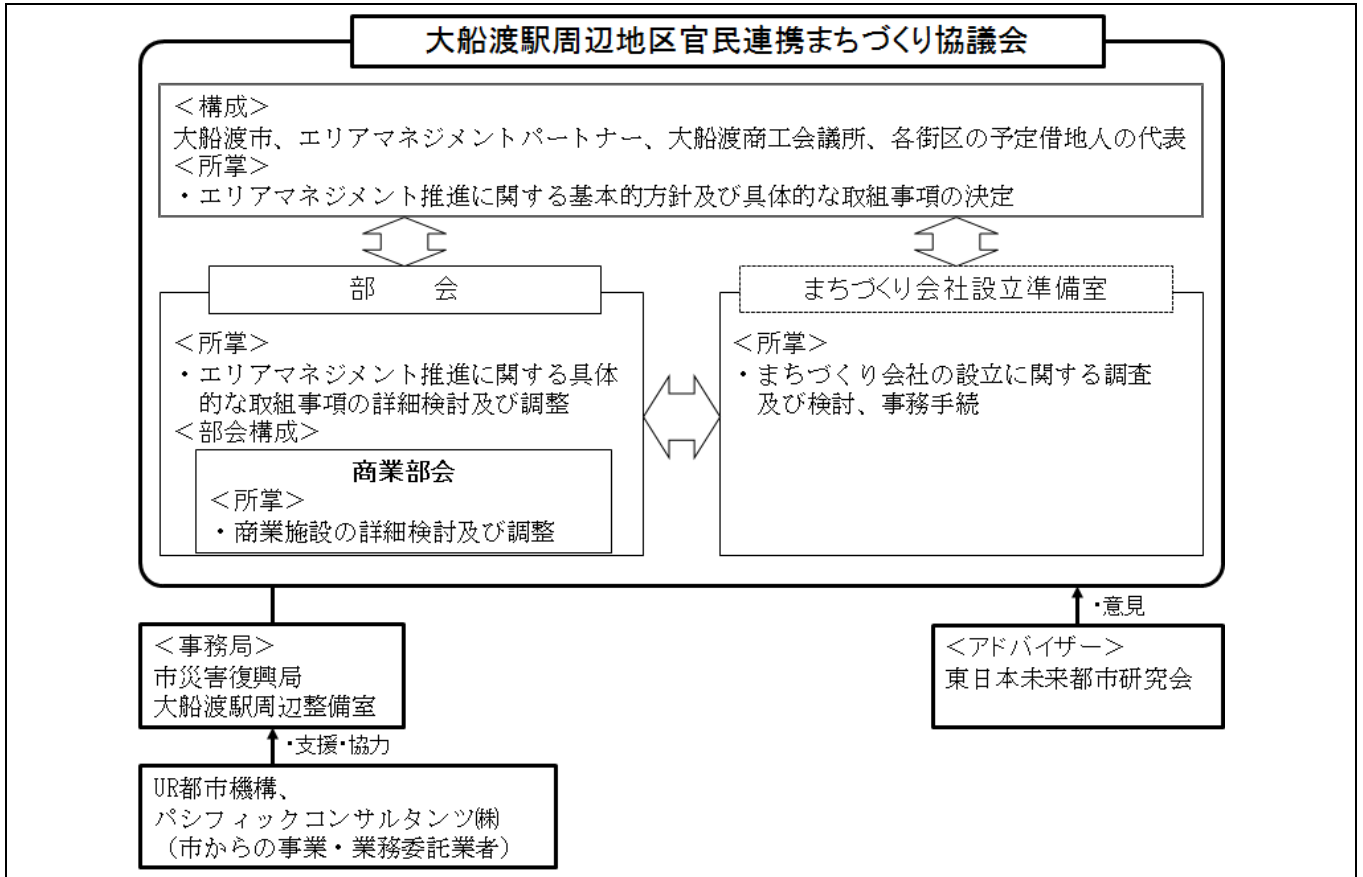 大船渡駅周辺地区官民連携まちづくり協議会
＜構成＞
大船渡市、エリアマネジメントパートナー、大船渡商工会議所、各街区の予定借地人の代表
＜所掌＞
・エリアマネジメント推進に関する基本的方針及び具体的な取組事項の決定
部　会
＜所掌＞
・エリアマネジメント推進に関する具体
的な取組事項の詳細検討及び調整
＜部会構成＞
商業部会
＜所掌＞
・商業施設の詳細検討及び調整
まちづくり会社設立準備室
＜所掌＞
・まちづくり会社の設立に関する調査
及び検討、事務手続
＜事務局＞
市災害復興局
大船渡駅周辺整備室
・支援・協力
UR都市機構、
パシフィックコンサルタンツ㈱
（市からの事業・業務委託業者）
・意見
＜アドバイザー＞
東日本未来都市研究会